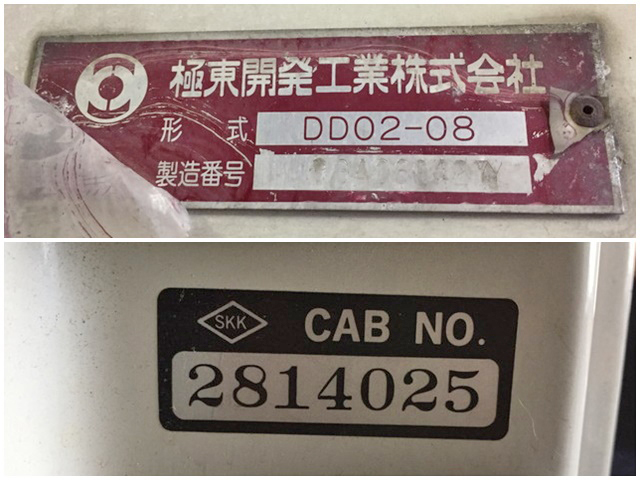 極東開発工業株式会社
形 式 DD02-08
製造番号
SKK CAB NO.
2814025